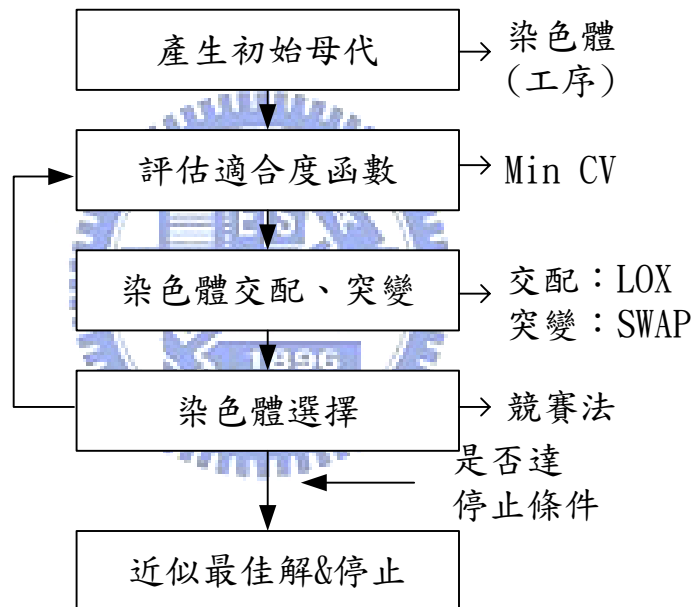 產生初始母代
染色體
(工序)
評估適合度函數
Min CV
染色體交配、突變
交配：LOX
突變：SWAP
1896
染色體選擇
競賽法
是否達
停止條件
近似最佳解&停止